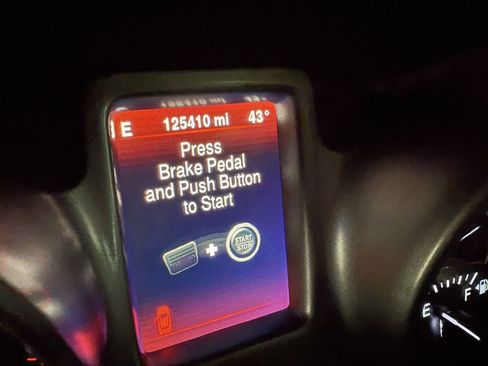 E 125410 mi 43°
Press
Brake Pedal
and Push Button
to Start
START
STOP
E F